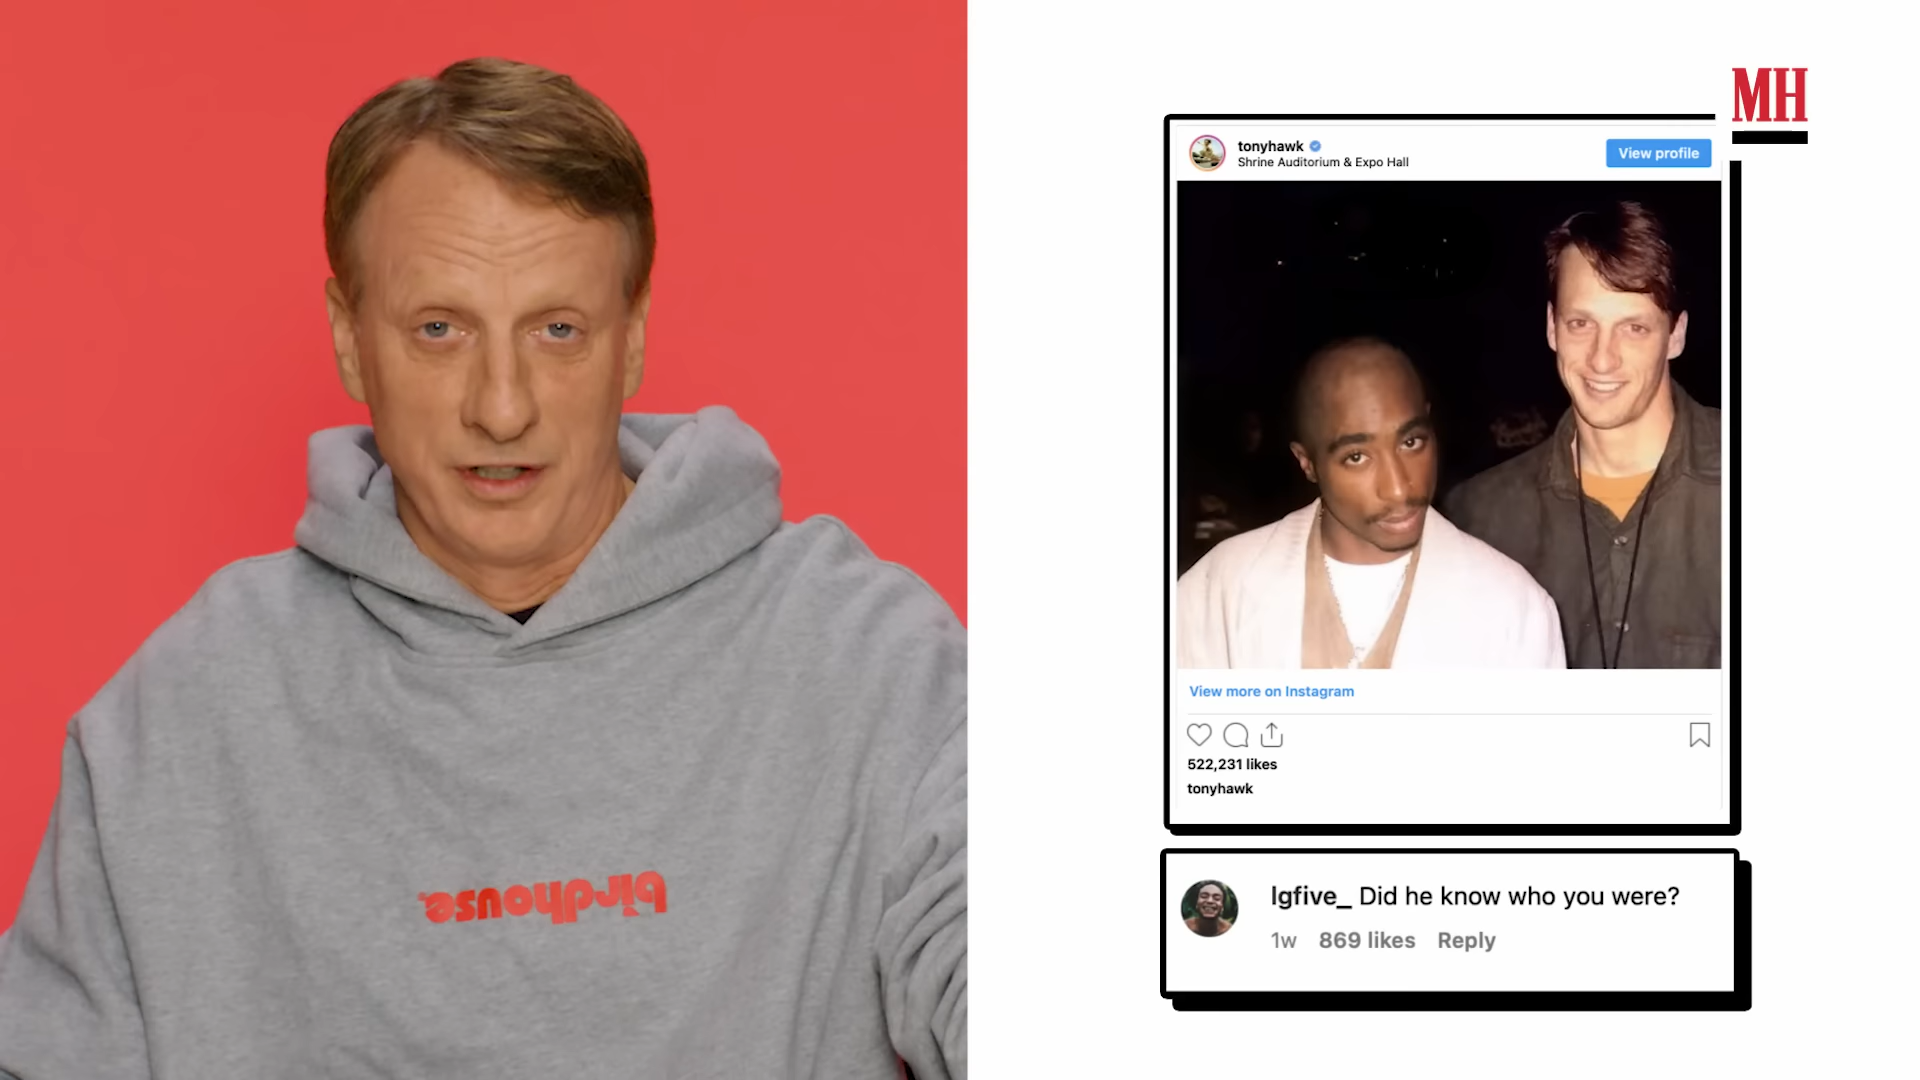 MH
tonyhawk
Shrine Auditorium & Expo Hall
View profile
View more on Instagram
522,231 likes
tonyhawk
lgfive_ Did he know who you were?
1w 869 likes Reply
birdhouse.